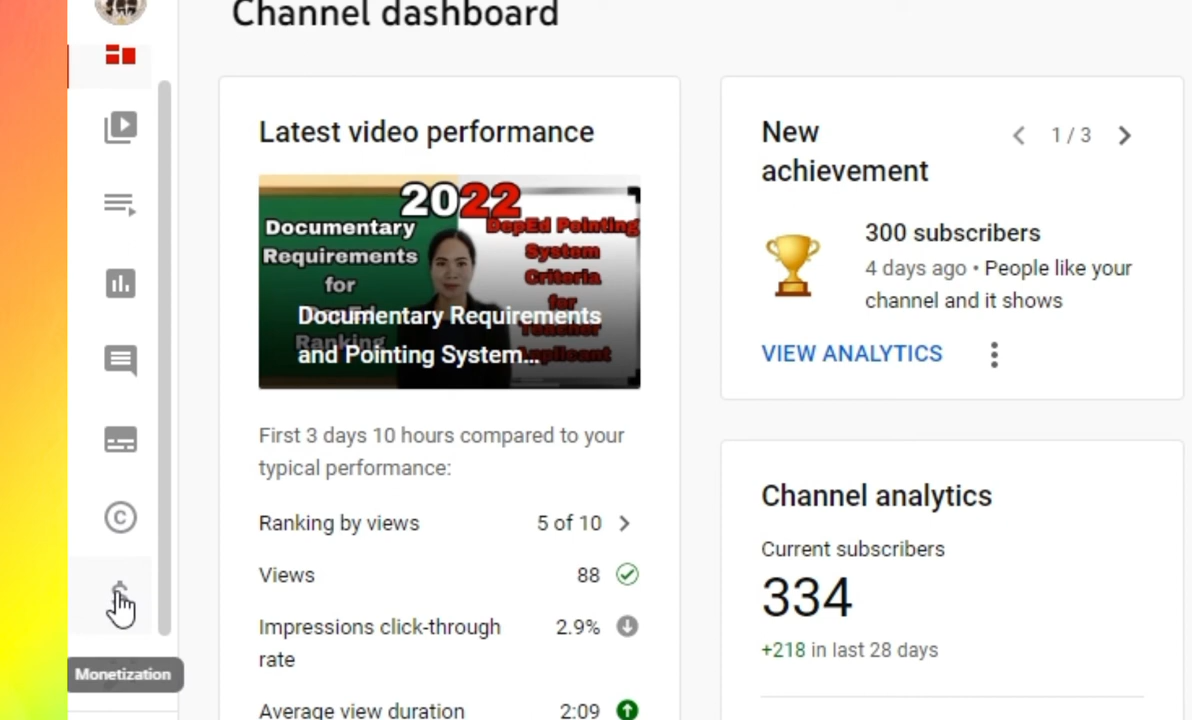 Channel dashboard
Latest video performance
2022
Documentary
Requirements
for
Ranking
DepEd Pointing
System
Criteria
for
Teacher
Applicant
Documentary Requirements
and Pointing System...
First 3 days 10 hours compared to your
typical performance:
Ranking by views 5 of 10
Views 88
Impressions click-through 2.9%
rate
Average view duration 2:09
New
achievement
1 / 3
300 subscribers
4 days ago • People like your
channel and it shows
VIEW ANALYTICS
Channel analytics
Current subscribers
334
+218 in last 28 days
Monetization